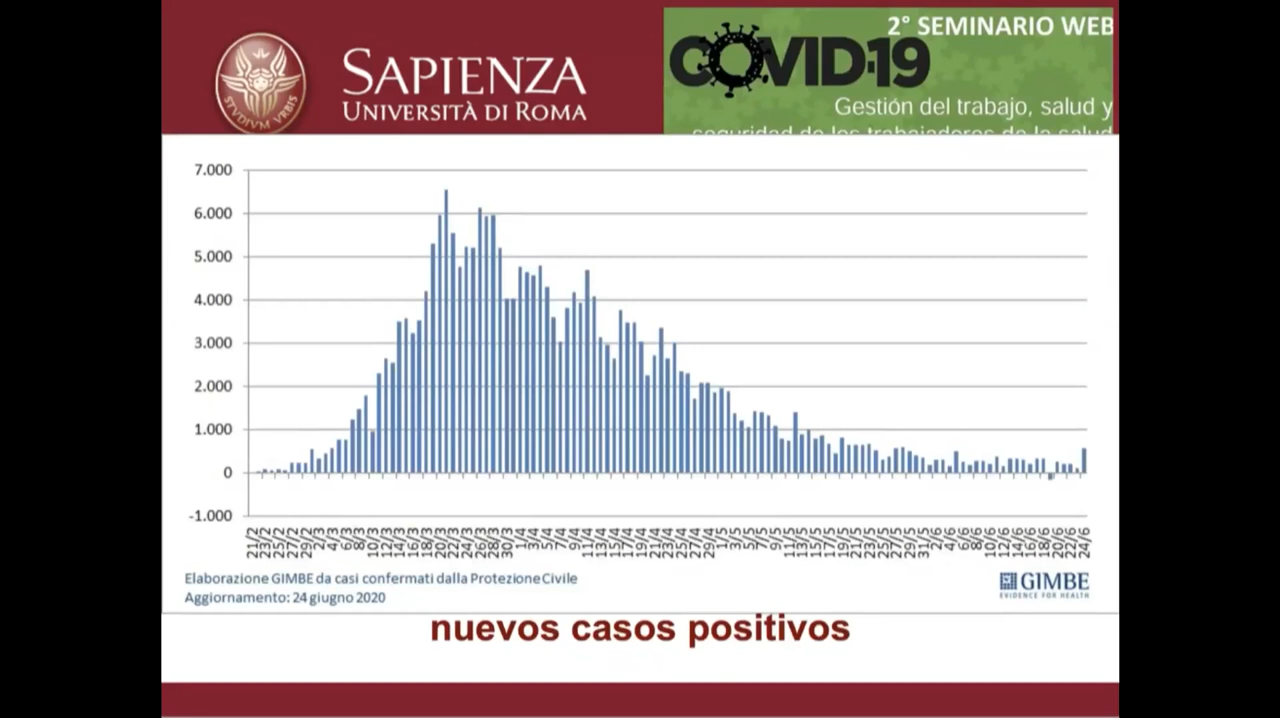 2° SEMINARIO WEB
COVID-19
SAPIENZA
UNIVERSITÀ DI ROMA
STVDIVM VRBIS
Gestión del trabajo, salud y
seguridad de los trabajadores de la salud
7.000
6.000
5.000
4.000
3.000
2.000
1.000
0
-1.000
21/2 23/2 25/2 27/2 29/2 2/3 4/3 6/3 8/3 10/3 12/3 14/3 16/3 18/3 20/3 22/3 24/3 26/3 28/3 30/3 1/4 3/4 5/4 7/4 9/4 11/4 13/4 15/4 17/4 19/4 21/4 23/4 25/4 27/4 29/4 1/5 3/5 5/5 7/5 9/5 11/5 13/5 15/5 17/5 19/5 21/5 23/5 25/5 27/5 29/5 31/5 2/6 4/6 6/6 8/6 10/6 12/6 14/6 16/6 18/6 20/6 22/6 24/6
Elaborazione GIMBE da casi confermati dalla Protezione Civile
Aggiornamento: 24 giugno 2020
GIMBE
EVIDENCE FOR HEALTH
nuevos casos positivos